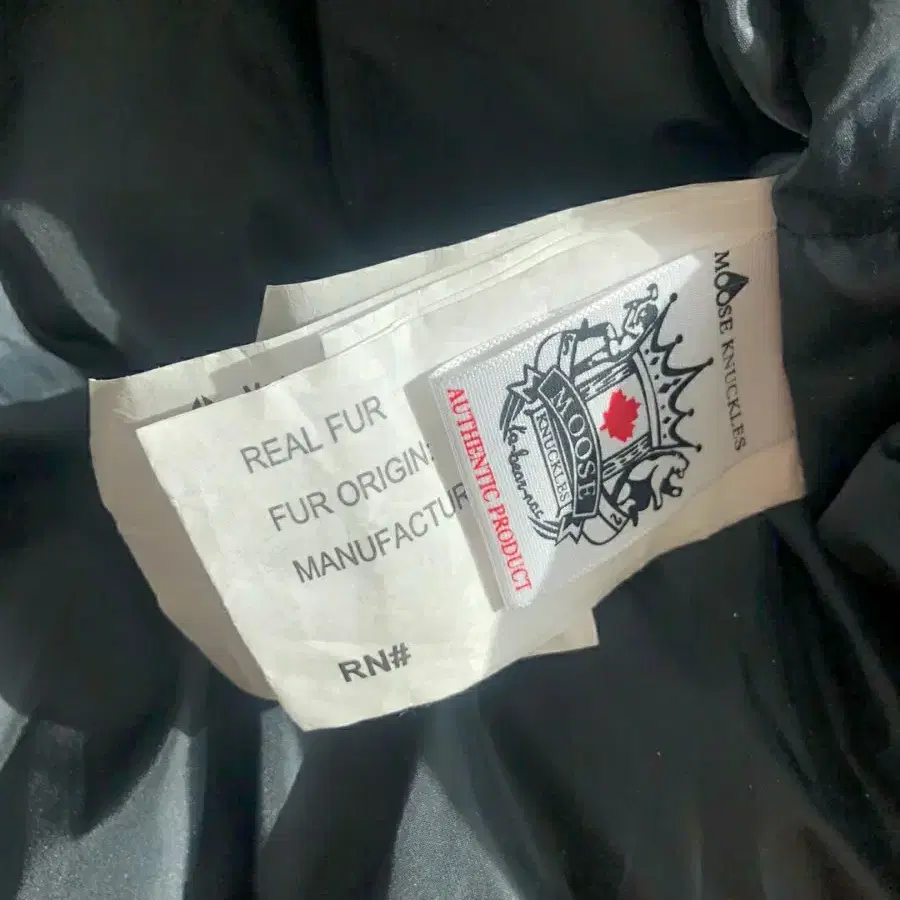 REAL FUR
FUR ORIGIN:
MANUFACTUR
RN#
MOOSE
KNUCKLES
AUTHENTIC PRODUCT
MOOSE KNUCKLES